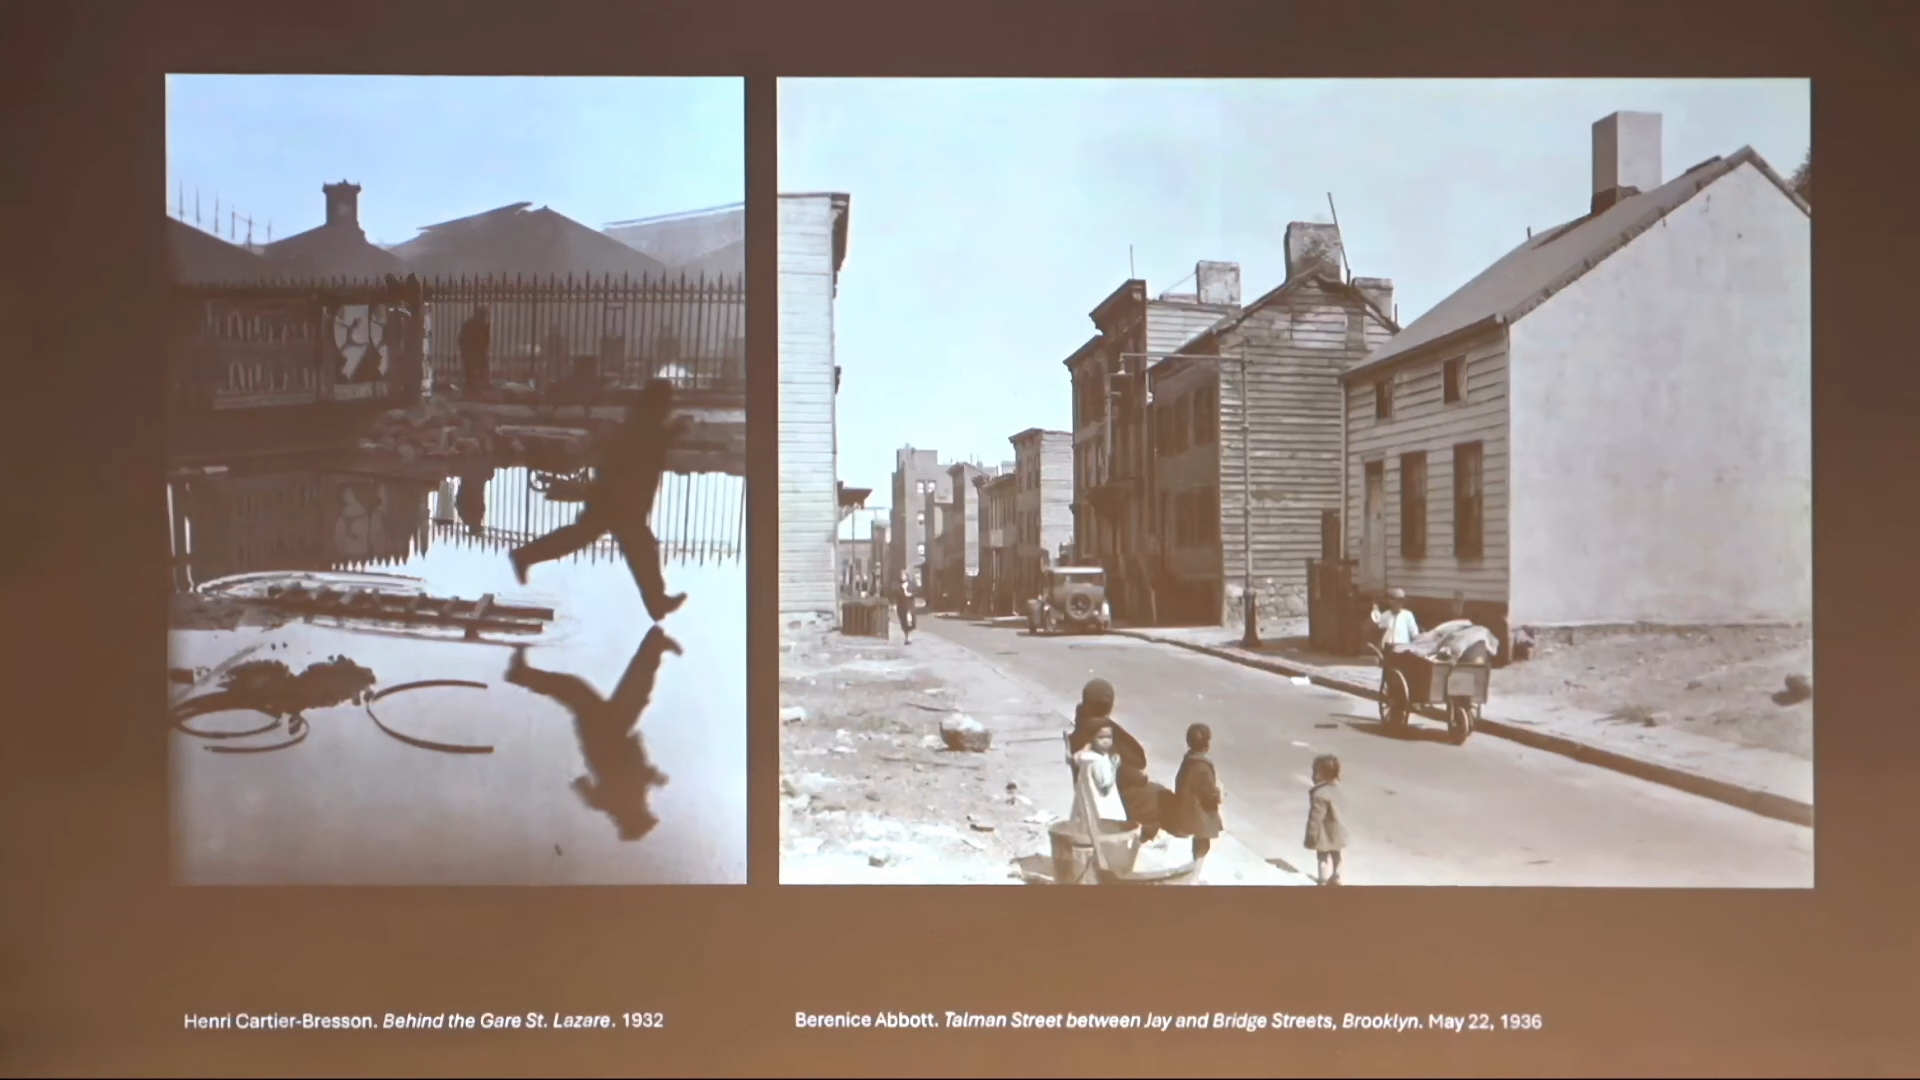 Henri Cartier-Bresson. Behind the Gare St. Lazare. 1932
Berenice Abbott. Talman Street between Jay and Bridge Streets, Brooklyn. May 22, 1936